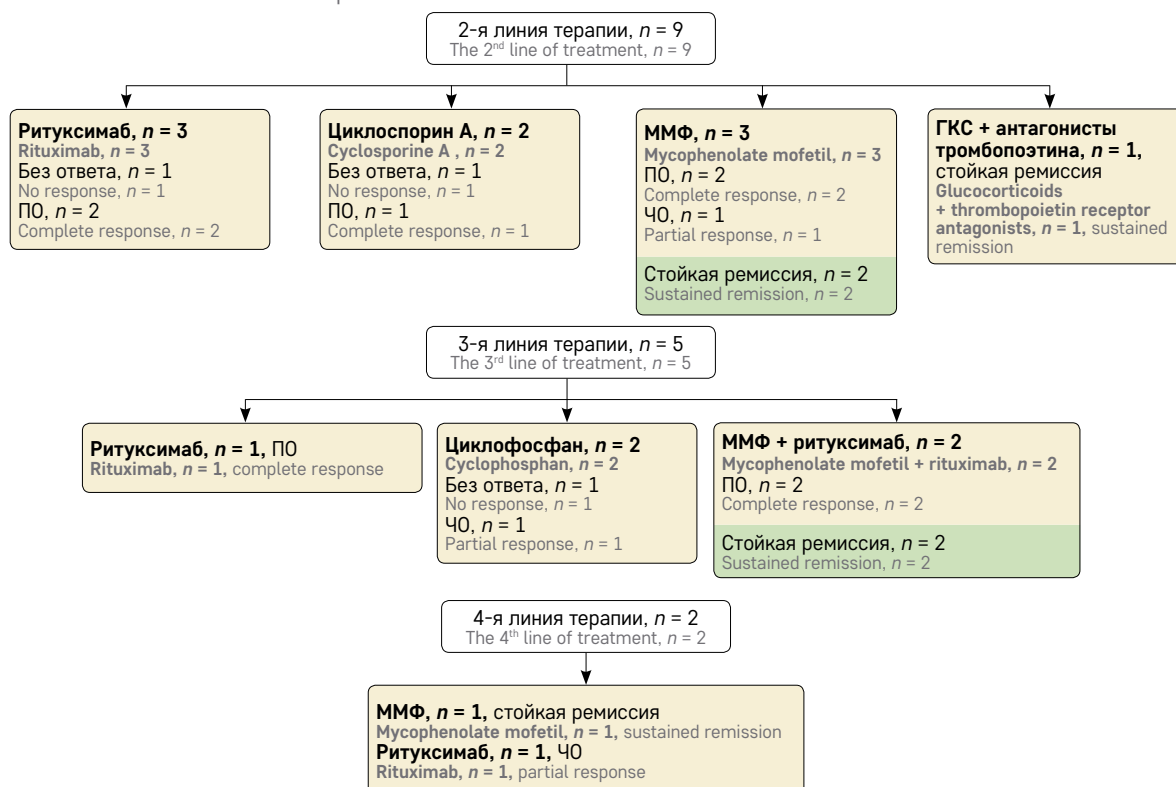 2-я линия терапии, n = 9
The 2nd line of treatment, n = 9
Ритуксимаб, n = 3
Rituximab, n = 3
Без ответа, n = 1
No response, n = 1
ПО, n = 2
Complete response, n = 2
Циклоспорин А, n = 2
Cyclosporine A , n = 2
Без ответа, n = 1
No response, n = 1
ПО, n = 1
Complete response, n = 1
ММФ, n = 3
Mycophenolate mofetil, n = 3
ПО, n = 2
Complete response, n = 2
ЧО, n = 1
Partial response, n = 1
Стойкая ремиссия, n = 2
Sustained remission, n = 2
ГКС + антагонисты
тромбопоэтина, n = 1,
стойкая ремиссия
Glucocorticoids
+ thrombopoietin receptor
antagonists, n = 1, sustained
remission
3-я линия терапии, n = 5
The 3rd line of treatment, n = 5
Ритуксимаб, n = 1, ПО
Rituximab, n = 1, complete response
Циклофосфан, n = 2
Cyclophosphan, n = 2
Без ответа, n = 1
No response, n = 1
ЧО, n = 1
Partial response, n = 1
ММФ + ритуксимаб, n = 2
Mycophenolate mofetil + rituximab, n = 2
ПО, n = 2
Complete response, n = 2
Стойкая ремиссия, n = 2
Sustained remission, n = 2
4-я линия терапии, n = 2
The 4th line of treatment, n = 2
ММФ, n = 1, стойкая ремиссия
Mycophenolate mofetil, n = 1, sustained remission
Ритуксимаб, n = 1, ЧО
Rituximab, n = 1, partial response